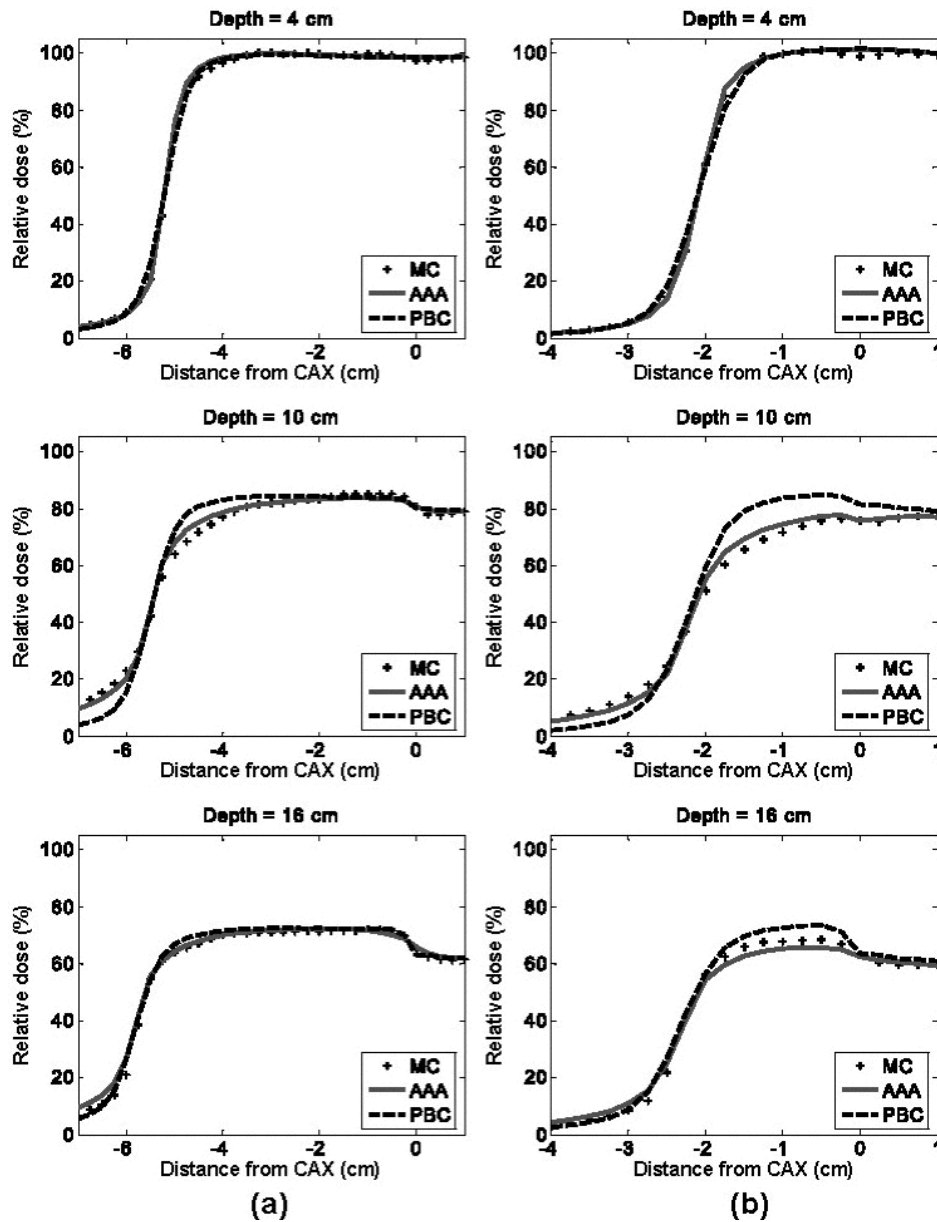 Depth = 4 cm
Relative dose (%)
100
80
60
40
20
0
MC
AAA
PBC
-6 -4 -2 0
Distance from CAX (cm)
Depth = 4 cm
Relative dose (%)
100
80
60
40
20
0
MC
AAA
PBC
-4 -3 -2 -1 0 1
Distance from CAX (cm)
Depth = 10 cm
Relative dose (%)
100
80
60
40
20
0
MC
AAA
PBC
-6 -4 -2 0
Distance from CAX (cm)
Depth = 10 cm
Relative dose (%)
100
80
60
40
20
0
MC
AAA
PBC
-4 -3 -2 -1 0 1
Distance from CAX (cm)
Depth = 16 cm
Relative dose (%)
100
80
60
40
20
0
MC
AAA
PBC
-6 -4 -2 0
Distance from CAX (cm)
(a)
Depth = 16 cm
Relative dose (%)
100
80
60
40
20
0
MC
AAA
PBC
-4 -3 -2 -1 0 1
Distance from CAX (cm)
(b)